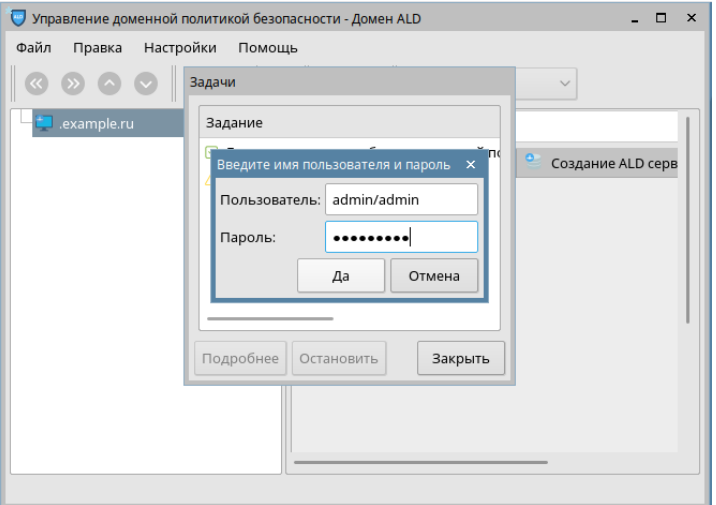 Управление доменной политикой безопасности - Домен ALD
Файл Правка Настройки Помощь
Задачи
.example.ru
Задание
Создание ALD серв
Введите имя пользователя и пароль
Пользователь: admin/admin
Пароль: •••••••••
Да Отмена
Подробнее Остановить Закрыть